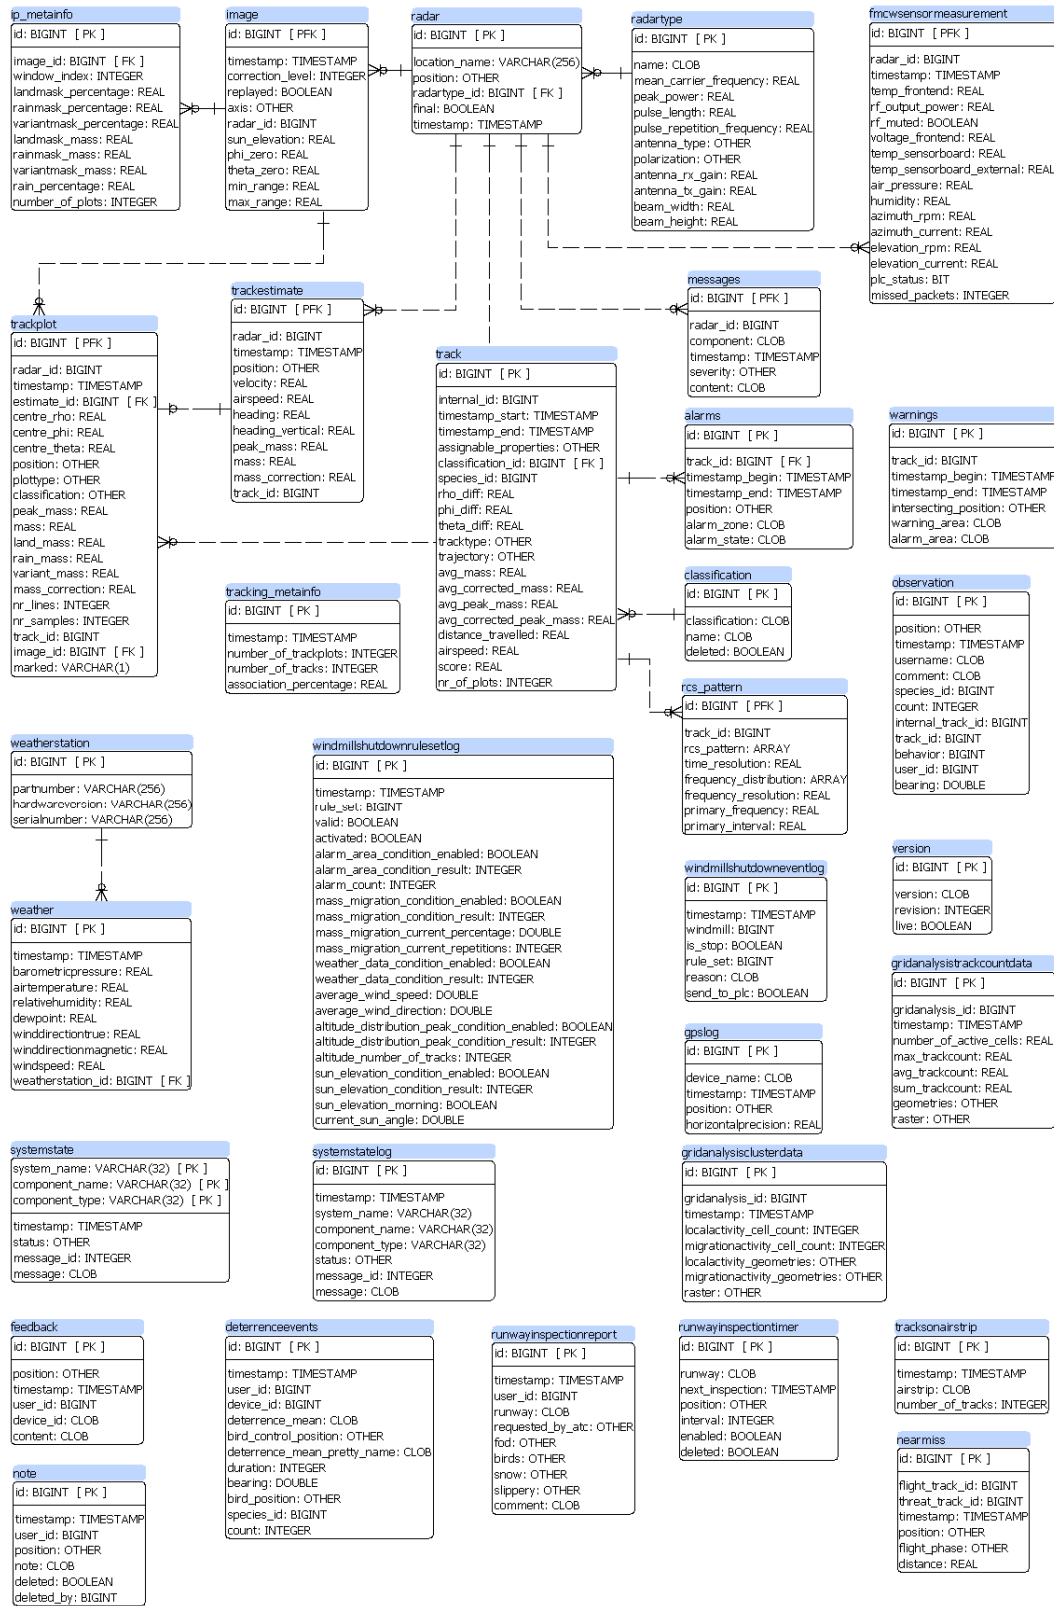 ip_metainfo
id: BIGINT [ PK ]
image_id: BIGINT [ FK ]
window_index: INTEGER
landmask_percentage: REAL
rainmask_percentage: REAL
variantmask_percentage: REAL
landmask_mass: REAL
rainmask_mass: REAL
variantmask_mass: REAL
rain_percentage: REAL
number_of_plots: INTEGER
image
id: BIGINT [ PFK ]
timestamp: TIMESTAMP
correction_level: INTEGER
replayed: BOOLEAN
axis: OTHER
radar_id: BIGINT
sun_elevation: REAL
phi_zero: REAL
theta_zero: REAL
min_range: REAL
max_range: REAL
radar
id: BIGINT [ PK ]
location_name: VARCHAR(256)
position: OTHER
radartype_id: BIGINT [ FK ]
final: BOOLEAN
timestamp: TIMESTAMP
radartype
id: BIGINT [ PK ]
name: CLOB
mean_carrier_frequency: REAL
peak_power: REAL
pulse_length: REAL
pulse_repetition_frequency: REAL
antenna_type: OTHER
polarization: OTHER
antenna_rx_gain: REAL
antenna_tx_gain: REAL
beam_width: REAL
beam_height: REAL
fmcwsensormeasurement
id: BIGINT [ PFK ]
radar_id: BIGINT
timestamp: TIMESTAMP
temp_frontend: REAL
rf_output_power: REAL
rf_muted: BOOLEAN
voltage_frontend: REAL
temp_sensorboard: REAL
temp_sensorboard_external: REAL
air_pressure: REAL
humidity: REAL
azimuth_rpm: REAL
azimuth_current: REAL
elevation_rpm: REAL
elevation_current: REAL
plc_status: BIT
missed_packets: INTEGER
trackplot
id: BIGINT [ PFK ]
radar_id: BIGINT
timestamp: TIMESTAMP
estimate_id: BIGINT [ FK ]
centre_rho: REAL
centre_phi: REAL
centre_theta: REAL
position: OTHER
plottype: OTHER
classification: OTHER
peak_mass: REAL
mass: REAL
land_mass: REAL
rain_mass: REAL
variant_mass: REAL
mass_correction: REAL
nr_lines: INTEGER
nr_samples: INTEGER
track_id: BIGINT
image_id: BIGINT [ FK ]
marked: VARCHAR(1)
trackestimate
id: BIGINT [ PFK ]
radar_id: BIGINT
timestamp: TIMESTAMP
position: OTHER
velocity: REAL
airspeed: REAL
heading: REAL
heading_vertical: REAL
peak_mass: REAL
mass: REAL
mass_correction: REAL
track_id: BIGINT
track
id: BIGINT [ PK ]
internal_id: BIGINT
timestamp_start: TIMESTAMP
timestamp_end: TIMESTAMP
assignable_properties: OTHER
classification_id: BIGINT [ FK ]
species_id: BIGINT
rho_diff: REAL
phi_diff: REAL
theta_diff: REAL
tracktype: OTHER
trajectory: OTHER
avg_mass: REAL
avg_corrected_mass: REAL
avg_peak_mass: REAL
avg_corrected_peak_mass: REAL
distance_travelled: REAL
airspeed: REAL
score: REAL
nr_of_plots: INTEGER
messages
id: BIGINT [ PFK ]
radar_id: BIGINT
component: CLOB
timestamp: TIMESTAMP
severity: OTHER
content: CLOB
alarms
id: BIGINT [ PK ]
track_id: BIGINT [ FK ]
timestamp_begin: TIMESTAMP
timestamp_end: TIMESTAMP
position: OTHER
alarm_zone: CLOB
alarm_state: CLOB
warnings
id: BIGINT [ PK ]
track_id: BIGINT
timestamp_begin: TIMESTAMP
timestamp_end: TIMESTAMP
intersecting_position: OTHER
warning_area: CLOB
alarm_area: CLOB
tracking_metainfo
id: BIGINT [ PK ]
timestamp: TIMESTAMP
number_of_trackplots: INTEGER
number_of_tracks: INTEGER
association_percentage: REAL
classification
id: BIGINT [ PK ]
classification: CLOB
name: CLOB
deleted: BOOLEAN
observation
id: BIGINT [ PK ]
position: OTHER
timestamp: TIMESTAMP
username: CLOB
comment: CLOB
species_id: BIGINT
count: INTEGER
internal_track_id: BIGINT
track_id: BIGINT
behavior: BIGINT
user_id: BIGINT
bearing: DOUBLE
rcs_pattern
id: BIGINT [ PFK ]
track_id: BIGINT
rcs_pattern: ARRAY
time_resolution: REAL
frequency_distribution: ARRAY
frequency_resolution: REAL
primary_frequency: REAL
primary_interval: REAL
weatherstation
id: BIGINT [ PK ]
partnumber: VARCHAR(256)
hardwareversion: VARCHAR(256)
serialnumber: VARCHAR(256)
weather
id: BIGINT [ PK ]
timestamp: TIMESTAMP
barometricpressure: REAL
airtemperature: REAL
relativehumidity: REAL
dewpoint: REAL
winddirectiontrue: REAL
winddirectionmagnetic: REAL
windspeed: REAL
weatherstation_id: BIGINT [ FK ]
windmillshutdownrulesetlog
id: BIGINT [ PK ]
timestamp: TIMESTAMP
rule_set: BIGINT
valid: BOOLEAN
activated: BOOLEAN
alarm_area_condition_enabled: BOOLEAN
alarm_area_condition_result: INTEGER
alarm_count: INTEGER
mass_migration_condition_enabled: BOOLEAN
mass_migration_condition_result: INTEGER
mass_migration_current_percentage: DOUBLE
mass_migration_current_repetitions: INTEGER
weather_data_condition_enabled: BOOLEAN
weather_data_condition_result: INTEGER
average_wind_speed: DOUBLE
average_wind_direction: DOUBLE
altitude_distribution_peak_condition_enabled: BOOLEAN
altitude_distribution_peak_condition_result: INTEGER
altitude_number_of_tracks: INTEGER
sun_elevation_condition_enabled: BOOLEAN
sun_elevation_condition_result: INTEGER
sun_elevation_morning: BOOLEAN
current_sun_angle: DOUBLE
windmillshutdowneventlog
id: BIGINT [ PK ]
timestamp: TIMESTAMP
windmill: BIGINT
is_stop: BOOLEAN
rule_set: BIGINT
reason: CLOB
send_to_plc: BOOLEAN
version
id: BIGINT [ PK ]
version: CLOB
revision: INTEGER
live: BOOLEAN
gridanalysistrackcountdata
id: BIGINT [ PK ]
gridanalysis_id: BIGINT
timestamp: TIMESTAMP
number_of_active_cells: REAL
max_trackcount: REAL
avg_trackcount: REAL
sum_trackcount: REAL
geometries: OTHER
raster: OTHER
gpslog
id: BIGINT [ PK ]
device_name: CLOB
timestamp: TIMESTAMP
position: OTHER
horizontalprecision: REAL
systemstate
system_name: VARCHAR(32) [ PK ]
component_name: VARCHAR(32) [ PK ]
component_type: VARCHAR(32) [ PK ]
timestamp: TIMESTAMP
status: OTHER
message_id: INTEGER
message: CLOB
systemstatelog
id: BIGINT [ PK ]
timestamp: TIMESTAMP
system_name: VARCHAR(32)
component_name: VARCHAR(32)
component_type: VARCHAR(32)
status: OTHER
message_id: INTEGER
message: CLOB
gridanalysisclusterdata
id: BIGINT [ PK ]
gridanalysis_id: BIGINT
timestamp: TIMESTAMP
localactivity_cell_count: INTEGER
migrationactivity_cell_count: INTEGER
localactivity_geometries: OTHER
migrationactivity_geometries: OTHER
raster: OTHER
feedback
id: BIGINT [ PK ]
position: OTHER
timestamp: TIMESTAMP
user_id: BIGINT
device_id: CLOB
content: CLOB
deterrenceevents
id: BIGINT [ PK ]
timestamp: TIMESTAMP
user_id: BIGINT
device_id: BIGINT
deterrence_mean: CLOB
bird_control_position: OTHER
deterrence_mean_pretty_name: CLOB
duration: INTEGER
bearing: DOUBLE
bird_position: OTHER
species_id: BIGINT
count: INTEGER
runwayinspectionreport
id: BIGINT [ PK ]
timestamp: TIMESTAMP
user_id: BIGINT
runway: CLOB
requested_by_atc: OTHER
fod: OTHER
birds: OTHER
snow: OTHER
slippery: OTHER
comment: CLOB
runwayinspectiontimer
id: BIGINT [ PK ]
runway: CLOB
next_inspection: TIMESTAMP
position: OTHER
interval: INTEGER
enabled: BOOLEAN
deleted: BOOLEAN
tracksonairstrip
id: BIGINT [ PK ]
timestamp: TIMESTAMP
airstrip: CLOB
number_of_tracks: INTEGER
note
id: BIGINT [ PK ]
timestamp: TIMESTAMP
user_id: BIGINT
position: OTHER
note: CLOB
deleted: BOOLEAN
deleted_by: BIGINT
nearmiss
id: BIGINT [ PK ]
flight_track_id: BIGINT
threat_track_id: BIGINT
timestamp: TIMESTAMP
position: OTHER
flight_phase: OTHER
distance: REAL